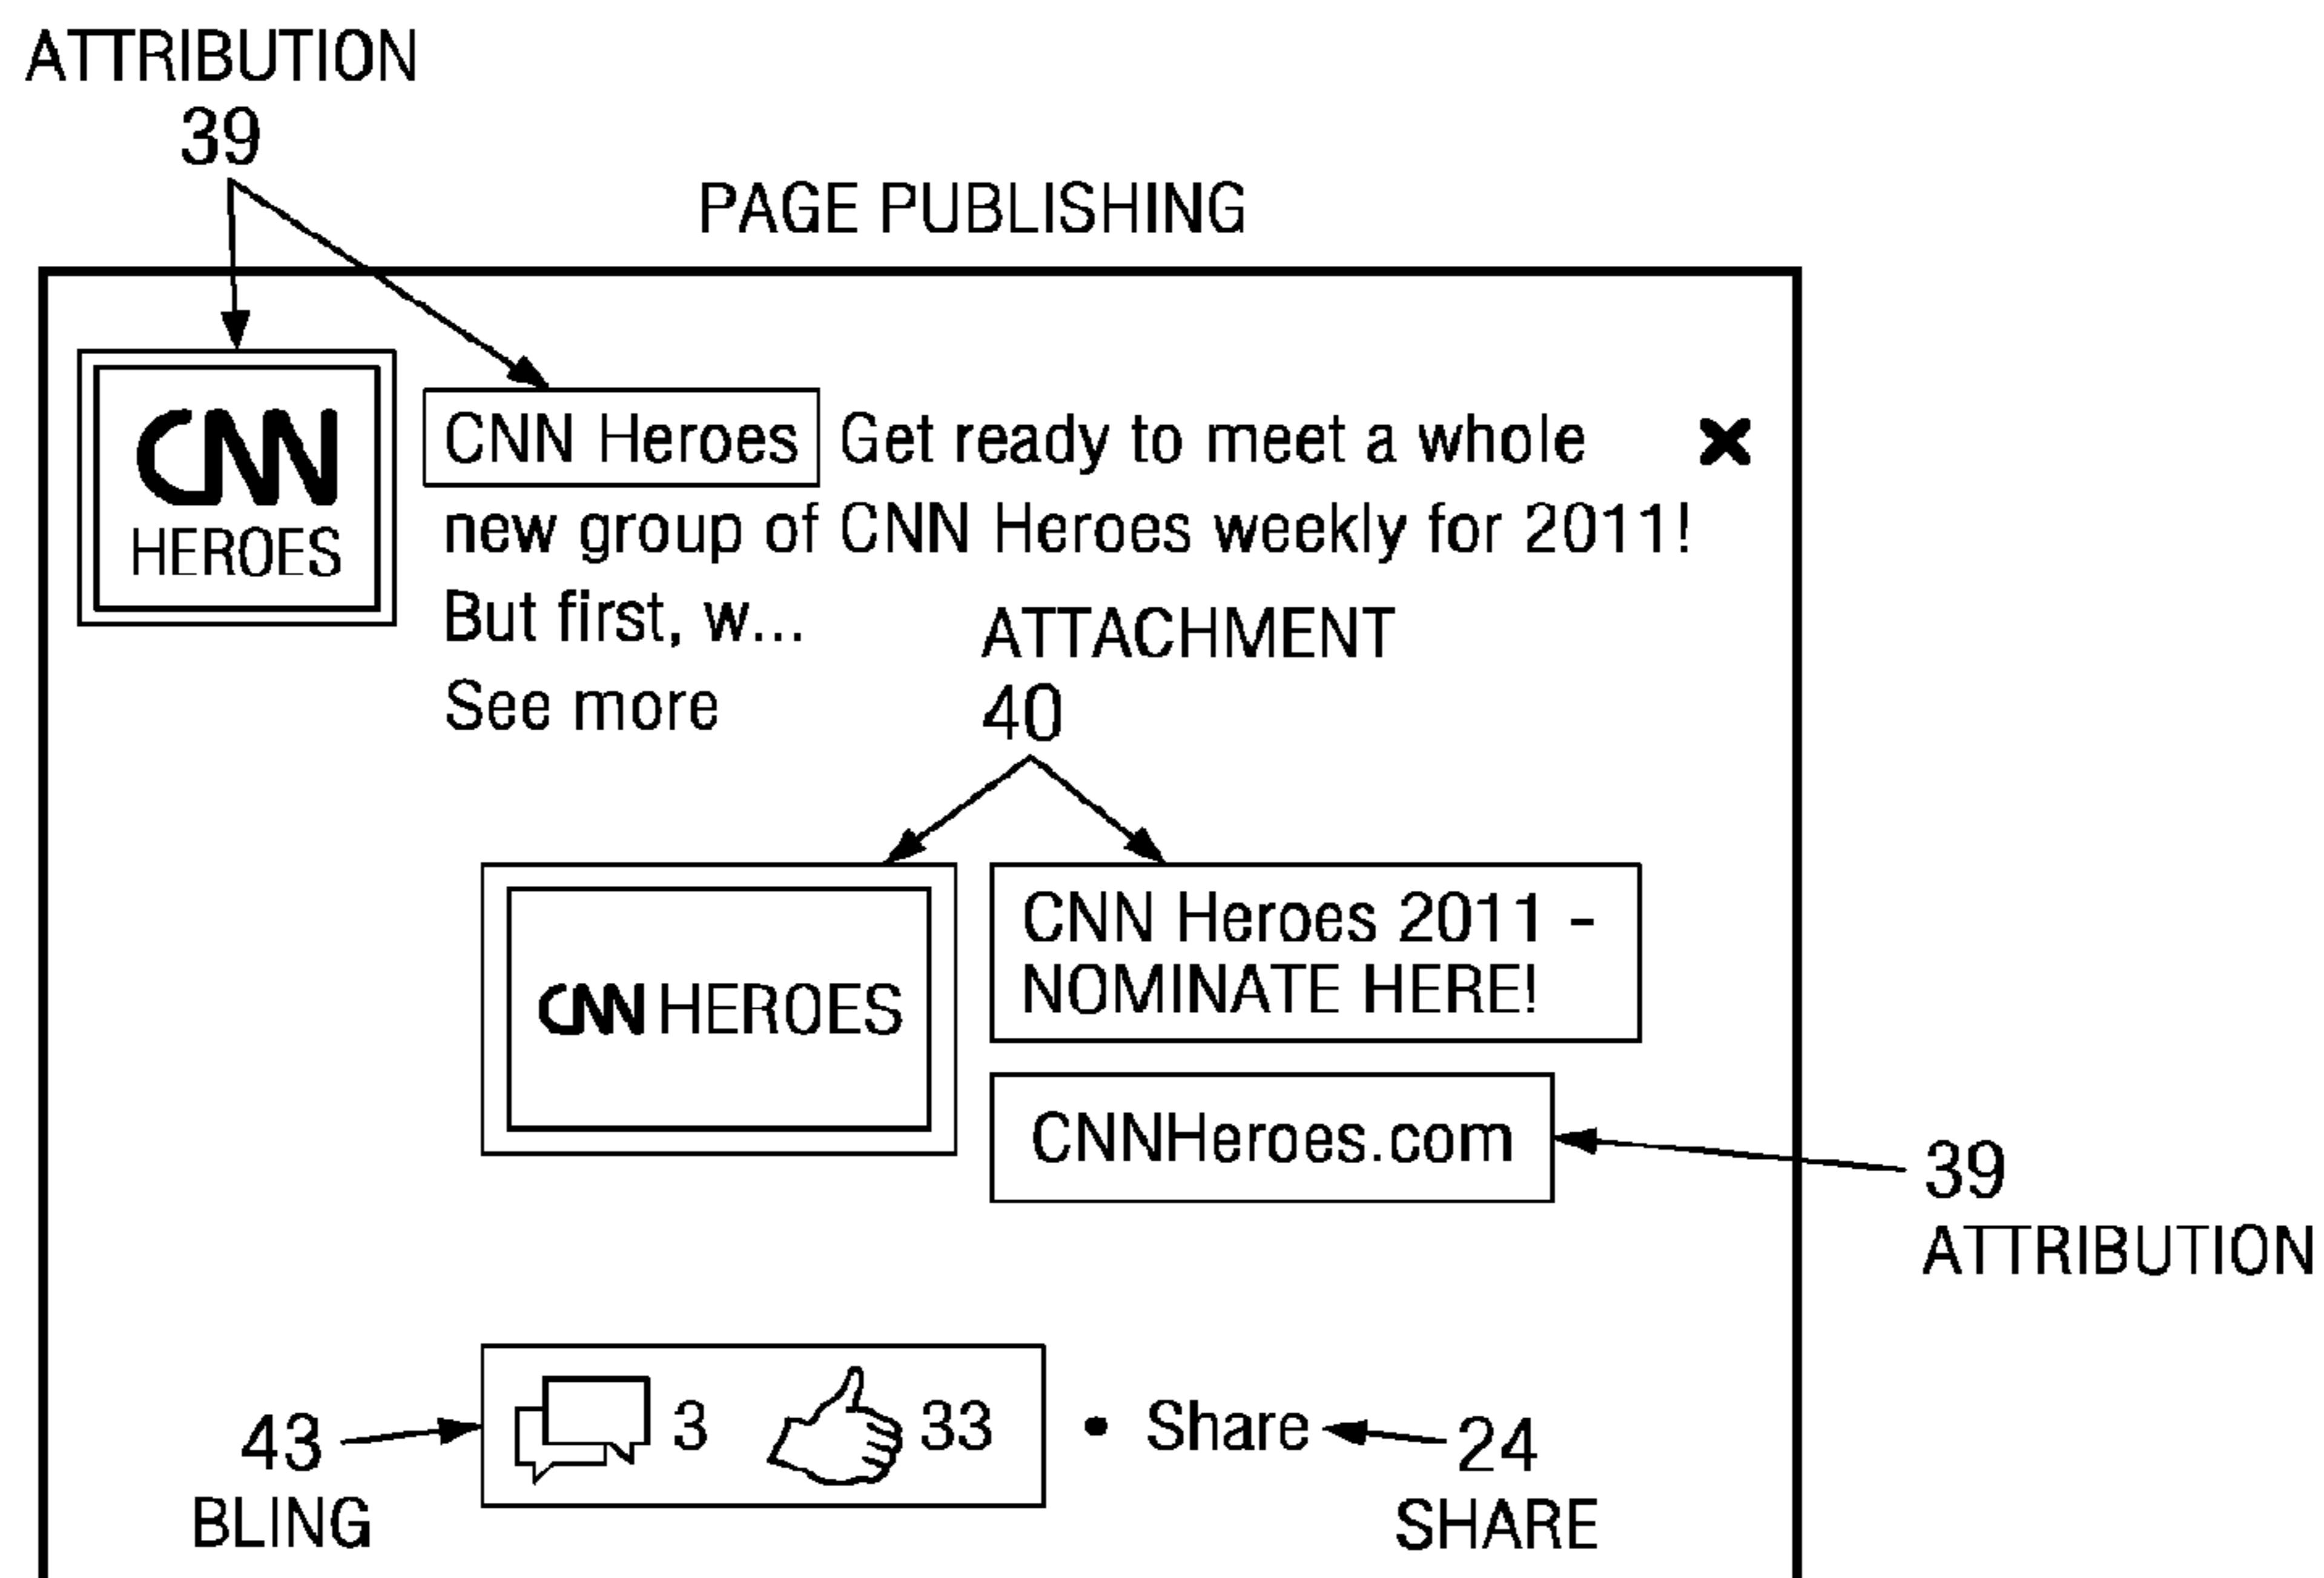 ATTRIBUTION
39
PAGE PUBLISHING
CNN
HEROES
CNN Heroes Get ready to meet a whole
new group of CNN Heroes weekly for 2011!
But first, w...
See more
ATTACHMENT
40
CNN HEROES
CNN Heroes 2011 -
NOMINATE HERE!
CNNHeroes.com
39
ATTRIBUTION
43
BLING
3 33 • Share
24
SHARE